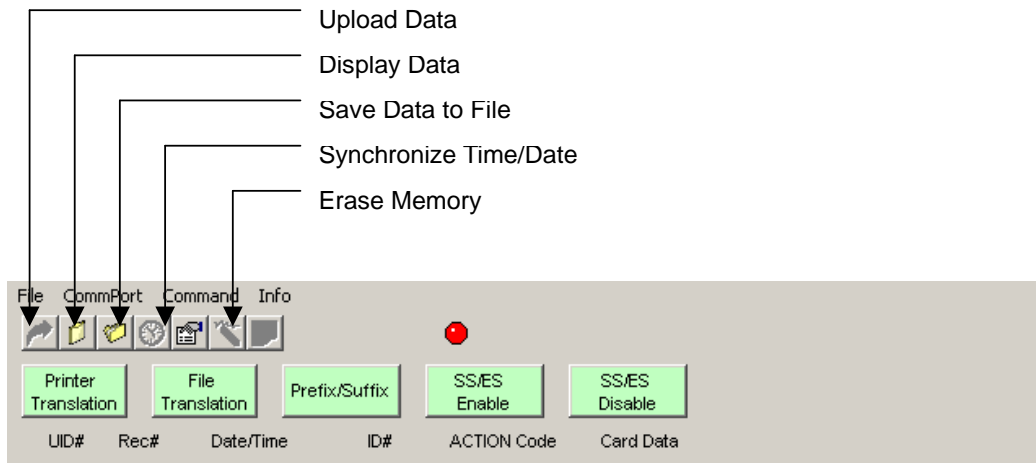 Upload Data
Display Data
Save Data to File
Synchronize Time/Date
Erase Memory
File CommPort Command Info
Printer Translation
File Translation
Prefix/Suffix
SS/ES Enable
SS/ES Disable
UID# Rec# Date/Time ID# ACTION Code Card Data